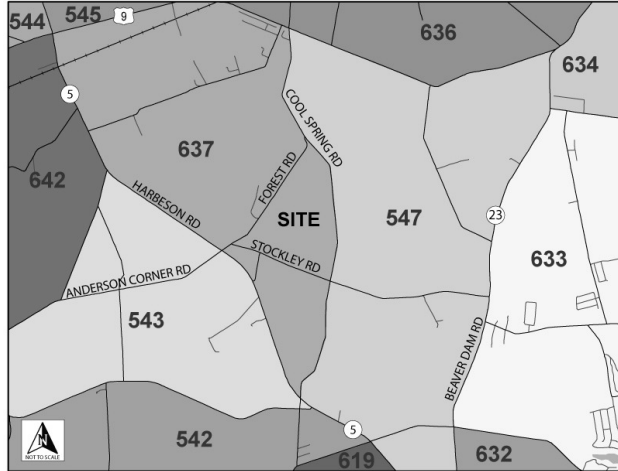 544
545
9
636
634
5
COOL SPRING RD
637
642
HARBESON RD
FOREST RD
SITE
547
23
STOCKLEY RD
633
ANDERSON CORNER RD
543
BEAVER DAM RD
N
NOT TO SCALE
542
5
619
632